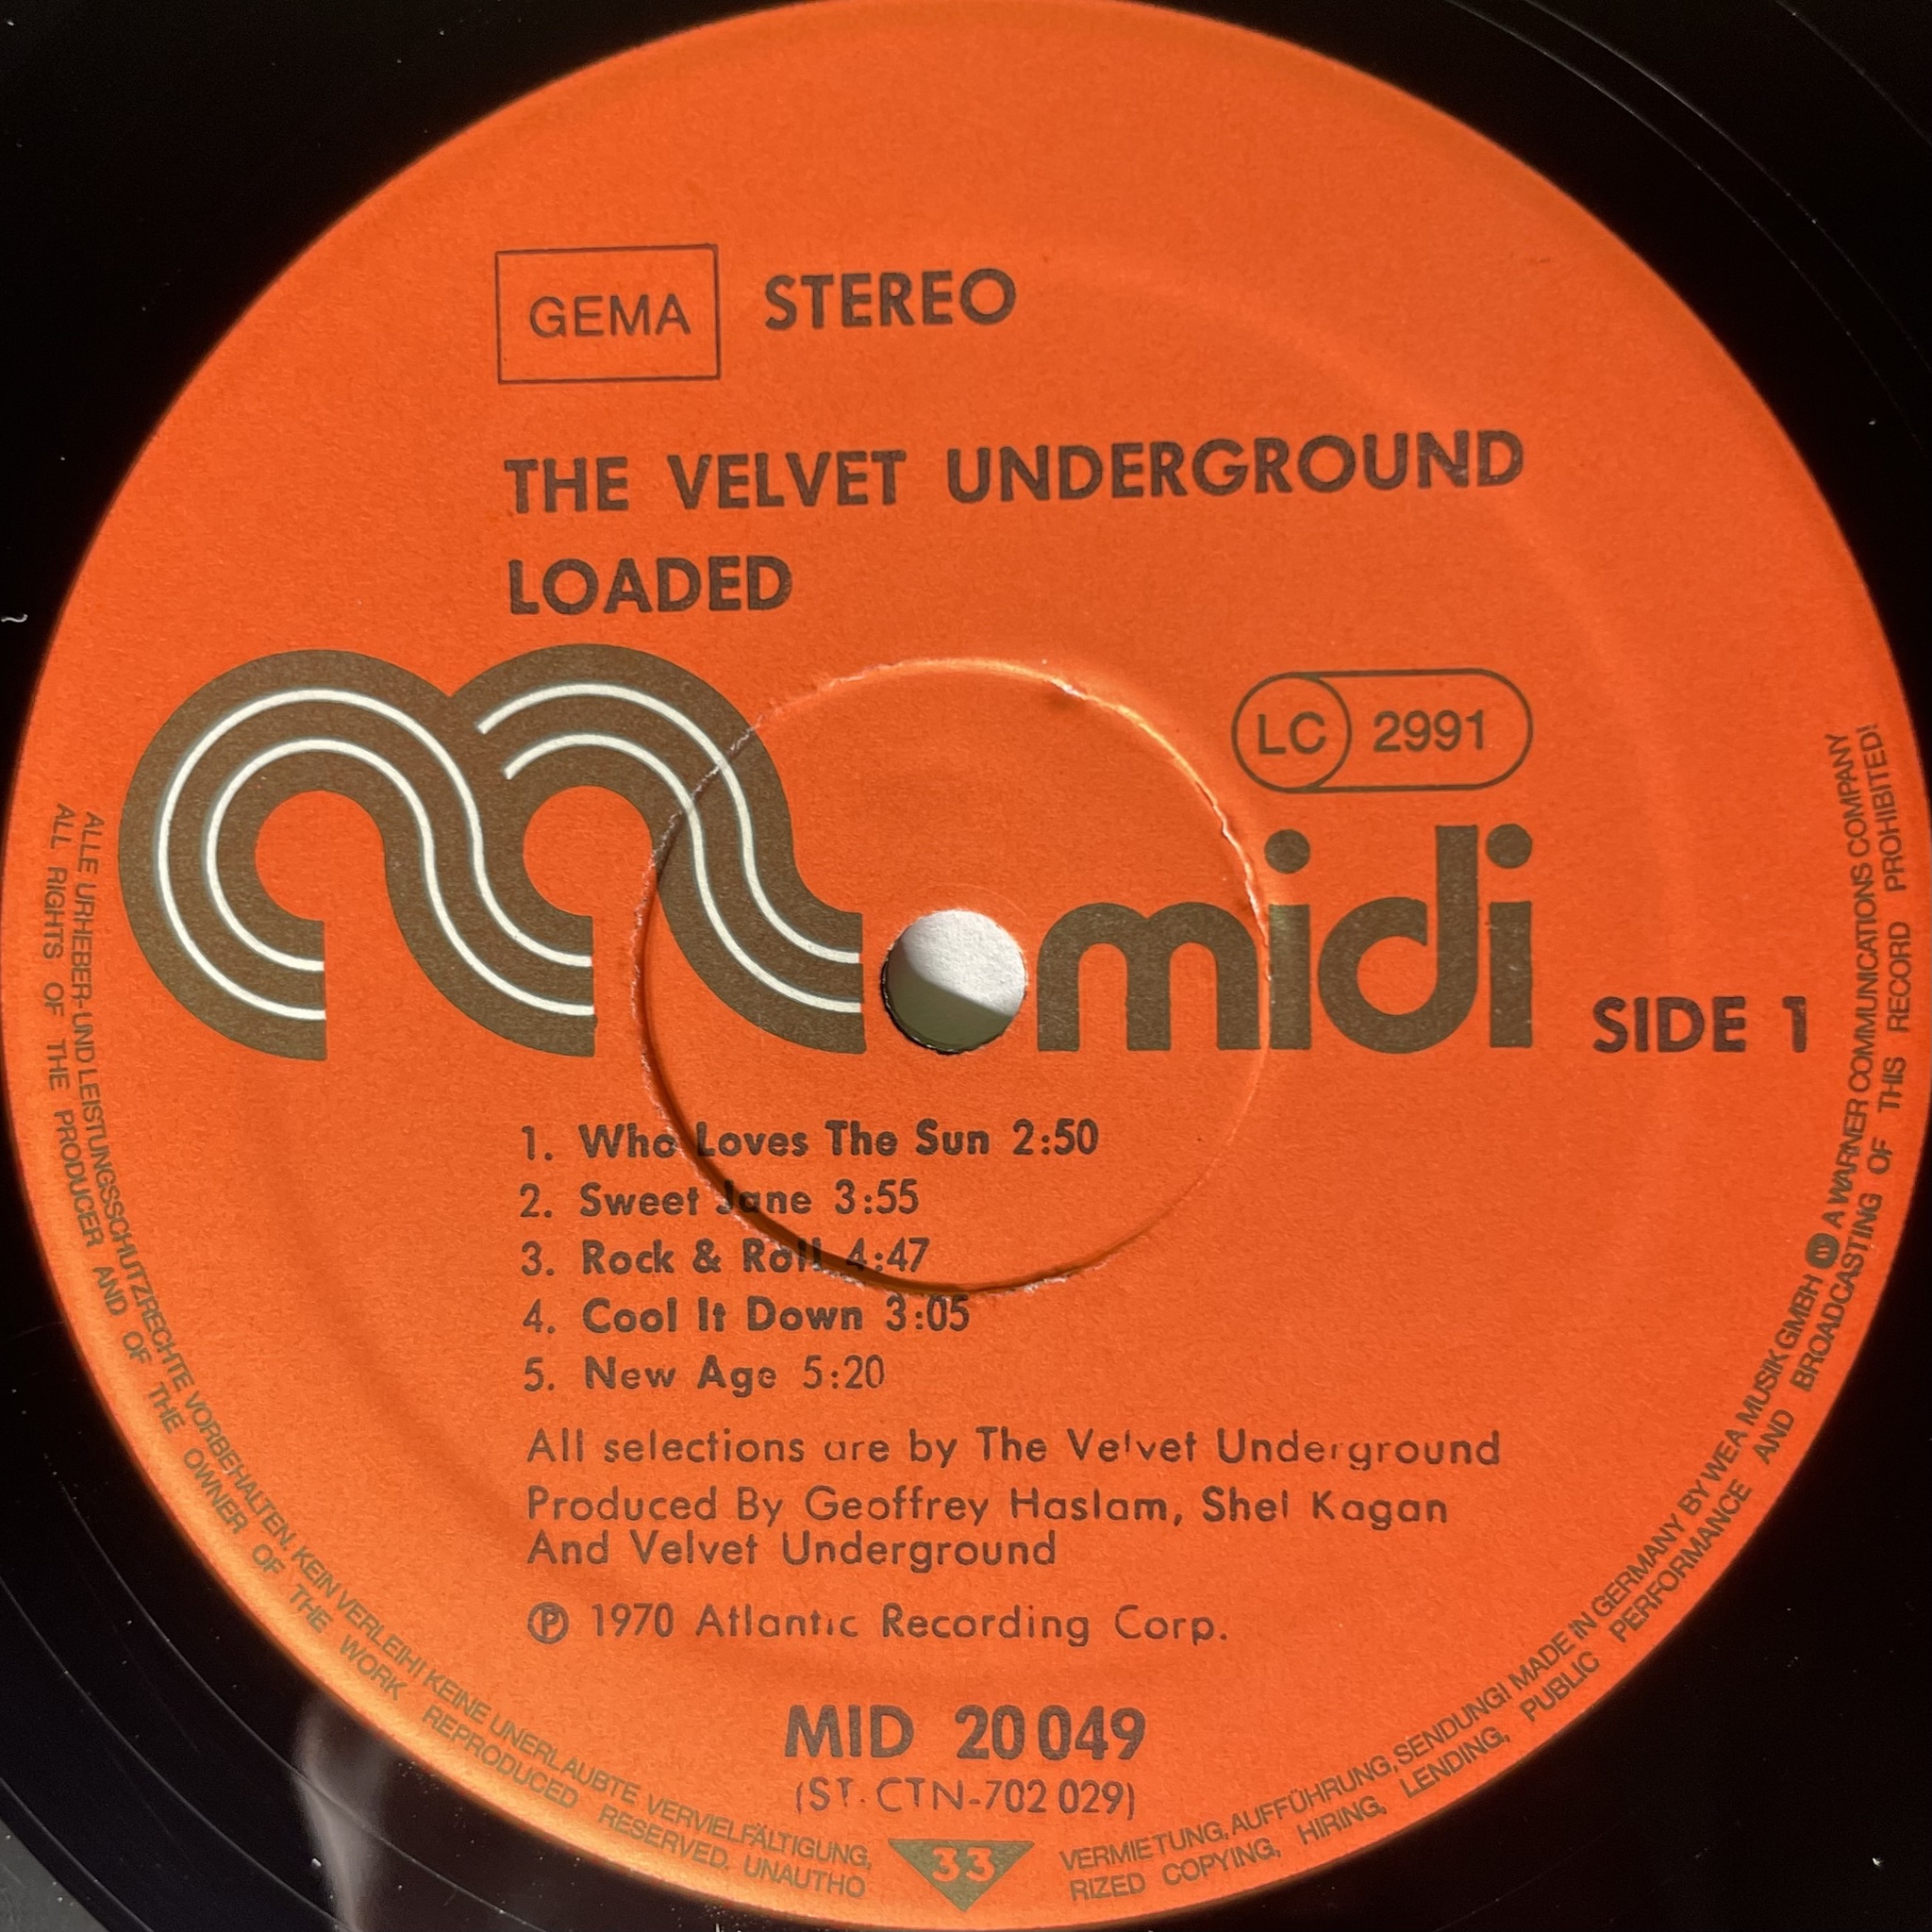 GEMA STEREO
THE VELVET UNDERGROUND
LOADED
LC 2991
midi
SIDE 1
1. Who Loves The Sun 2:50
2. Sweet Jane 3:55
3. Rock & Roll 4:47
4. Cool It Down 3:05
5. New Age 5:20
All selections are by The Velvet Underground
Produced By Geoffrey Haslam, Shel Kagan
And Velvet Underground
℗ 1970 Atlantic Recording Corp.
MID 20 049
(ST. CTN-702 029)
33
ALLE URHEBER- UND LEISTUNGSSCHUTZRECHTE VORBEHALTEN. KEIN VERLEIH! KEINE UNERLAUBTE VERVIELFÄLTIGUNG, VERMIETUNG, AUFFÜHRUNG, SENDUNG! MADE IN GERMANY BY WEA MUSIK GMBH A WARNER COMMUNICATIONS COMPANY
ALL RIGHTS OF THE PRODUCER AND OF THE OWNER OF THE WORK REPRODUCED RESERVED. UNAUTHORIZED COPYING, HIRING, LENDING, PUBLIC PERFORMANCE AND BROADCASTING OF THIS RECORD PROHIBITED!